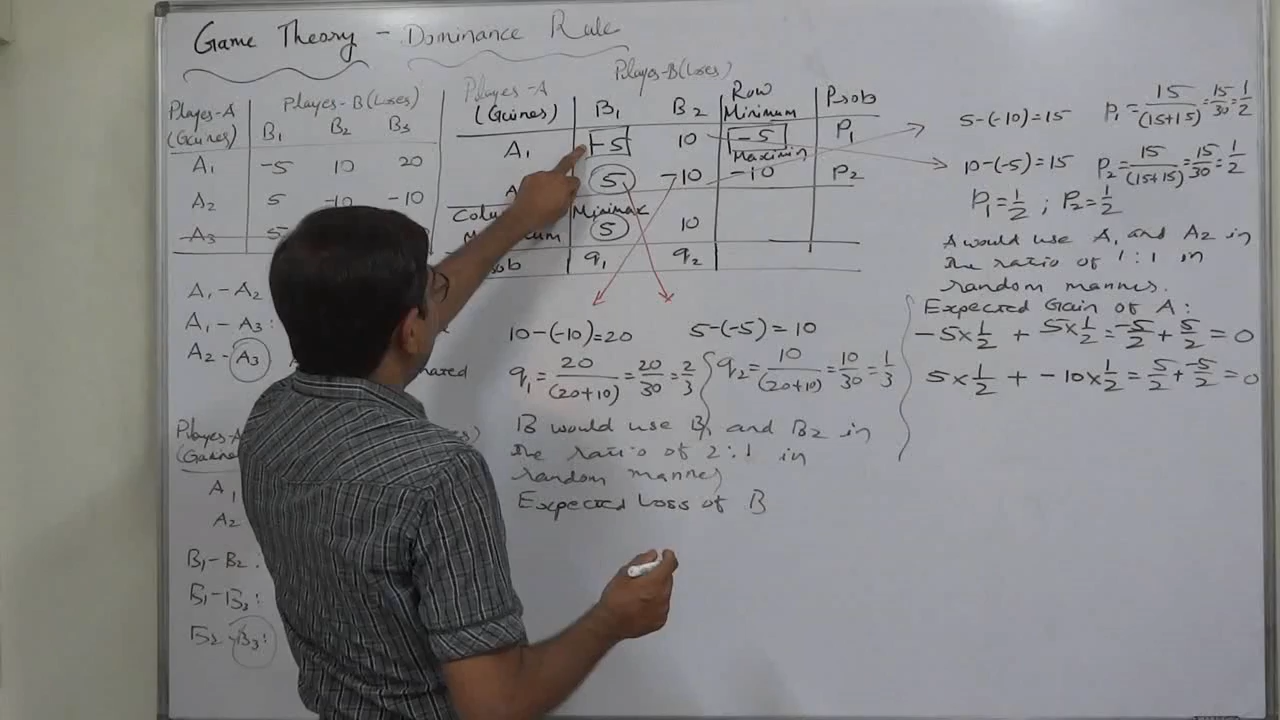 Game Theory - Dominance Rule
Player-A Player-B (Loses)
(Gaines) B1 B2 B3
A1 -5 10 20
A2 5 -10 -10
A3 5
A1-A2
A1-A3:
A2-A3:
Player-A
A1
A2
B1-B2:
B1-B3:
B2-B3:
Player-A Player-B (Loses)
(Gaines) B1 B2 Row Minimum Prob
A1 -5 10 -5 P1
Maximin
A 5 -10 -10 P2
Minimax
5 10
q1 q2
10-(-10)=20 5-(-5)=10
q1 = 20/(20+10) = 20/30 = 2/3 q2 = 10/(20+10) = 10/30 = 1/3
B would use B1 and B2 in
the ratio of 2:1 in
random manner
Expected Loss of B
5-(-10)=15 P1 = 15/(15+15) = 15/30 = 1/2
10-(-5)=15 P2 = 15/(15+15) = 15/30 = 1/2
P1 = 1/2 ; P2 = 1/2
A would use A1 and A2 in
the ratio of 1:1 in
random manner.
Expected Gain of A:
-5×1/2 + 5×1/2 = -5/2 + 5/2 = 0
5×1/2 + -10×1/2 = 5/2 + -5/2 = 0